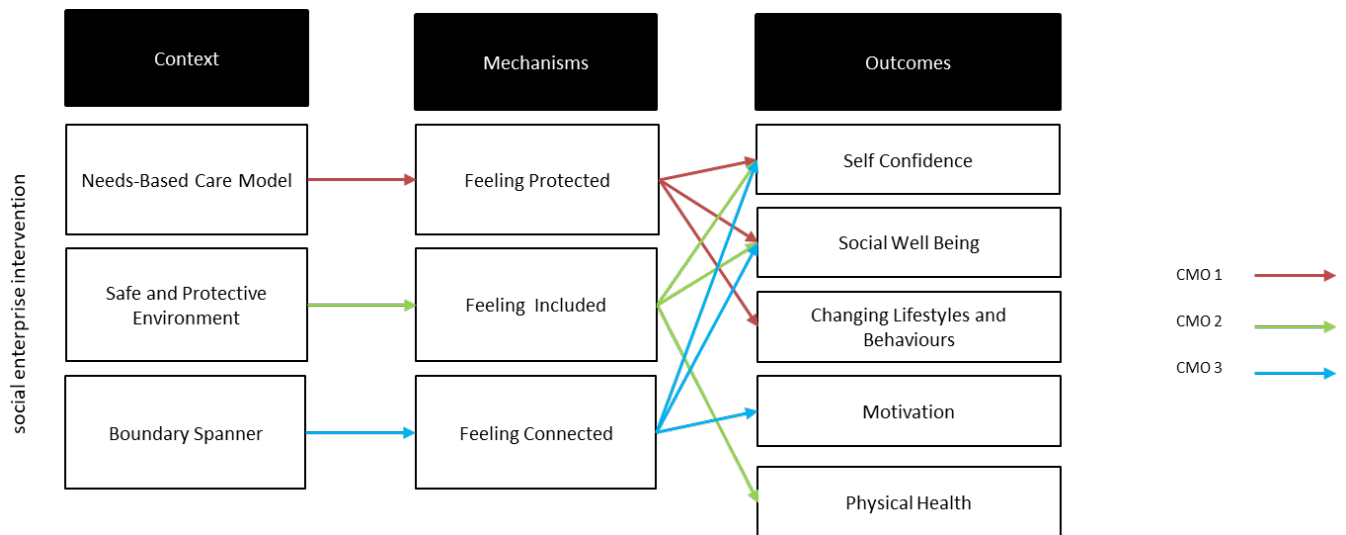 Context
Mechanisms
Outcomes
social enterprise intervention
Needs-Based Care Model
Feeling Protected
Self Confidence
Social Well Being
Safe and Protective
Environment
Feeling Included
Changing Lifestyles and
Behaviours
Boundary Spanner
Feeling Connected
Motivation
Physical Health
CMO 1
CMO 2
CMO 3